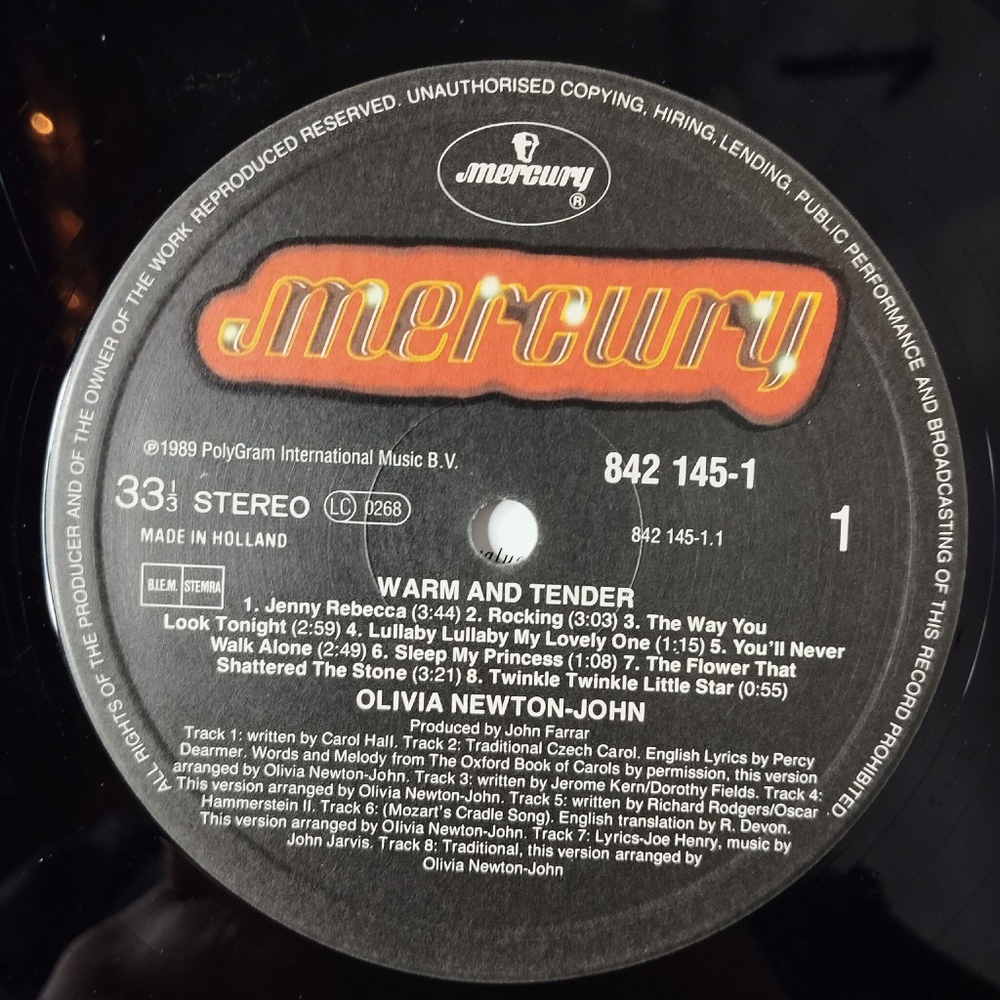 ALL RIGHTS OF THE PRODUCER AND OF THE OWNER OF THE WORK REPRODUCED RESERVED. UNAUTHORISED COPYING, HIRING, LENDING, PUBLIC PERFORMANCE AND BROADCASTING OF THIS RECORD PROHIBITED.
mercury
®
mercury
℗1989 PolyGram International Music B.V.
842 145-1
33⅓ STEREO LC 0268
1
MADE IN HOLLAND
842 145-1.1
B.I.E.M. STEMRA
WARM AND TENDER
1. Jenny Rebecca (3:44) 2. Rocking (3:03) 3. The Way You
Look Tonight (2:59) 4. Lullaby Lullaby My Lovely One (1:15) 5. You'll Never
Walk Alone (2:49) 6. Sleep My Princess (1:08) 7. The Flower That
Shattered The Stone (3:21) 8. Twinkle Twinkle Little Star (0:55)
OLIVIA NEWTON-JOHN
Produced by John Farrar
Track 1: written by Carol Hall. Track 2: Traditional Czech Carol. English Lyrics by Percy
Dearmer. Words and Melody from The Oxford Book of Carols by permission, this version
arranged by Olivia Newton-John. Track 3: written by Jerome Kern/Dorothy Fields. Track 4:
This version arranged by Olivia Newton-John. Track 5: written by Richard Rodgers/Oscar
Hammerstein II. Track 6: (Mozart's Cradle Song). English translation by R. Devon.
This version arranged by Olivia Newton-John. Track 7: Lyrics-Joe Henry, music by
John Jarvis. Track 8: Traditional, this version arranged by
Olivia Newton-John